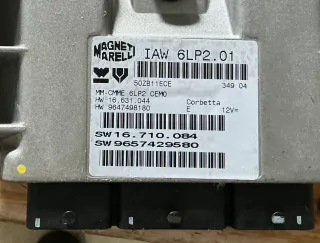 MAGNETI MARELLI IAW 6LP2.01
50ZB11ECE 349 04
MM-CMME 6LP2 CEMO
HW 16.631.044 Corbetta
HW 9647498180 E 12V=
SW16.710.084
SW9657429580